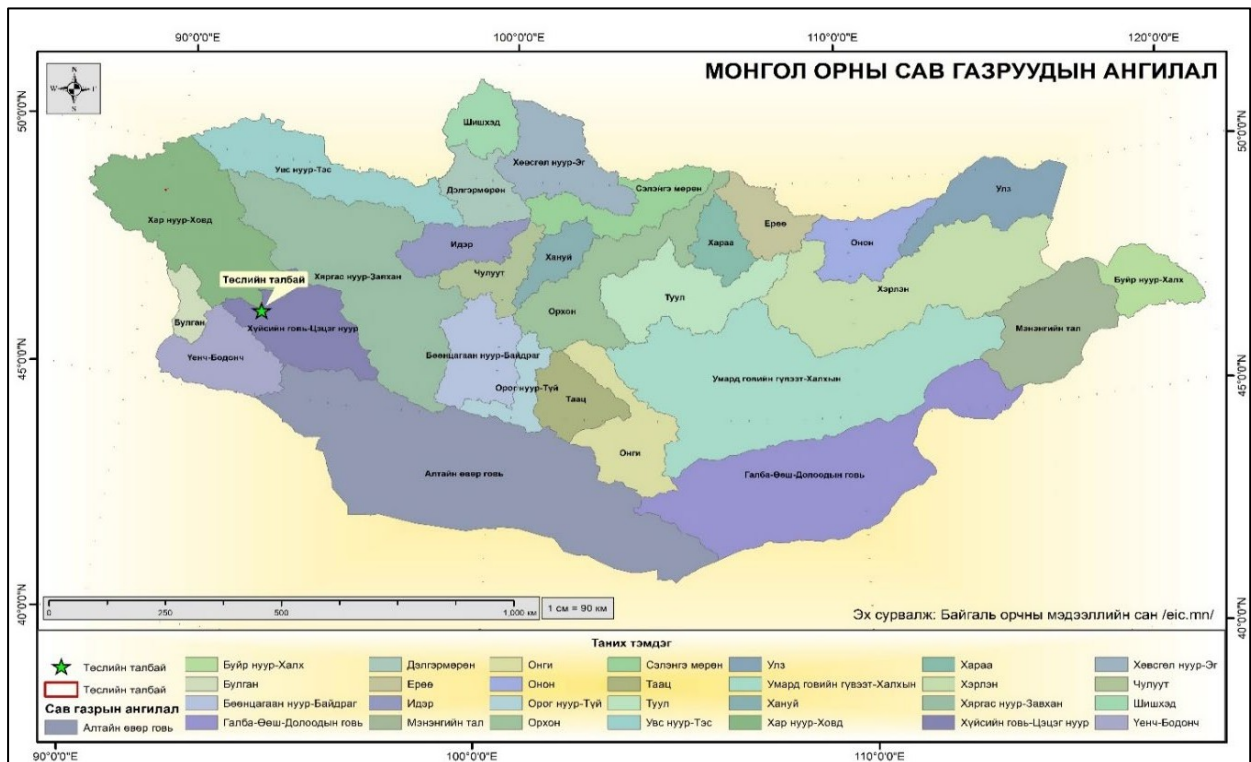 90°0'0"E 100°0'0"E 110°0'0"E 120°0'0"E
МОНГОЛ ОРНЫ САВ ГАЗРУУДЫН АНГИЛАЛ
N
W E
S
50°0'0"N
50°0'0"N
Шишхэд
Хөвсгөл нуур-Эг
Увс нуур-Тэс
Дэлгэрмөрөн
Сэлэнгэ мөрөн
Улз
Хар нуур-Ховд
Идэр
Хануй
Хараа
Ерөө
Онон
Чулуут
Хяргас нуур-Завхан
Төслийн талбай
Хэрлэн
Буйр нуур-Халх
Туул
Орхон
Булган
Хүйсийн говь-Цэцэг нуур
Мэнэнгийн тал
Үенч-Бодонч
Бөөнцагаан нуур-Байдраг
45°0'0"N
45°0'0"N
Умард говийн гүвээт-Халхын
Орог нуур-Түй
Таац
Онги
Алтайн өвөр говь
Галба-Өөш-Долоодын говь
40°0'0"N
40°0'0"N
0 250 500 1,000 км
1 см = 90 км
Эх сурвалж: Байгаль орчны мэдээллийн сан /eic.mn/
Таних тэмдэг
Төслийн талбай
Төслийн талбай
Сав газрын ангилал
Алтайн өвөр говь
Буйр нуур-Халх
Булган
Бөөнцагаан нуур-Байдраг
Галба-Өөш-Долоодын говь
Дэлгэрмөрөн
Ерөө
Идэр
Мэнэнгийн тал
Онги
Онон
Орог нуур-Түй
Орхон
Сэлэнгэ мөрөн
Таац
Туул
Увс нуур-Тэс
Улз
Умард говийн гүвээт-Халхын
Хануй
Хар нуур-Ховд
Хараа
Хэрлэн
Хяргас нуур-Завхан
Хүйсийн говь-Цэцэг нуур
Хөвсгөл нуур-Эг
Чулуут
Шишхэд
Үенч-Бодонч
90°0'0"E 100°0'0"E 110°0'0"E